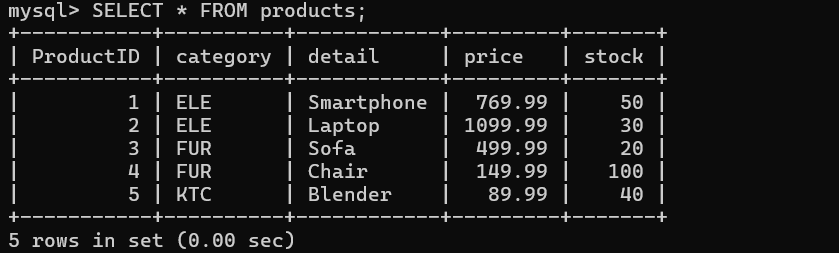 mysql> SELECT * FROM products;
+-----------+----------+------------+---------+-------+
| ProductID | category | detail     | price   | stock |
+-----------+----------+------------+---------+-------+
|         1 | ELE      | Smartphone |  769.99 |    50 |
|         2 | ELE      | Laptop     | 1099.99 |    30 |
|         3 | FUR      | Sofa       |  499.99 |    20 |
|         4 | FUR      | Chair      |  149.99 |   100 |
|         5 | KTC      | Blender    |   89.99 |    40 |
+-----------+----------+------------+---------+-------+
5 rows in set (0.00 sec)